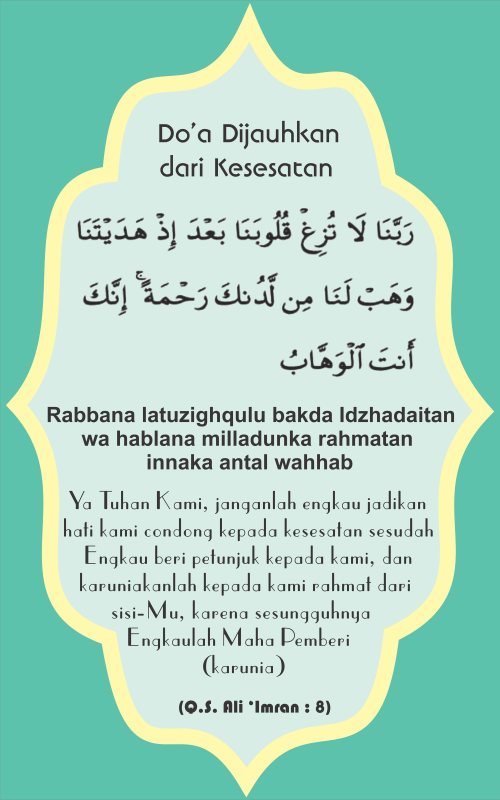 Do'a Dijauhkan
dari Kesesatan
رَبَّنَا لَا تُزِغْ قُلُوبَنَا بَعْدَ إِذْ هَدَيْتَنَا
وَهَبْ لَنَا مِن لَّدُنكَ رَحْمَةً ۚ إِنَّكَ
أَنتَ ٱلْوَهَّابُ
Rabbana latuzighqulu bakda Idzhadaitan
wa hablana milladunka rahmatan
innaka antal wahhab
Ya Tuhan Kami, janganlah engkau jadikan
hati kami condong kepada kesesatan sesudah
Engkau beri petunjuk kepada kami, dan
karuniakanlah kepada kami rahmat dari
sisi-Mu, karena sesungguhnya
Engkaulah Maha Pemberi
(karunia)
(Q.S. Ali 'Imran : 8)